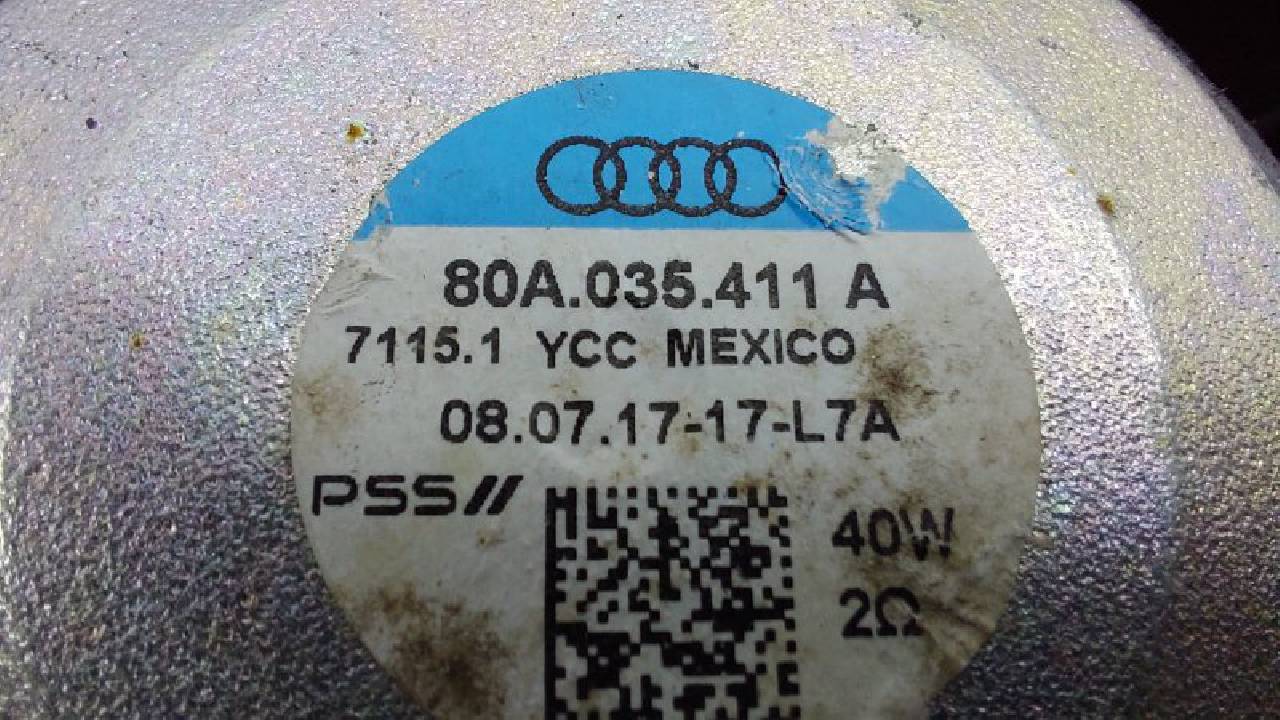 80A.035.411 A
7115.1 YCC MEXICO
08.07.17-17-L7A
PSS//
40W
2Ω